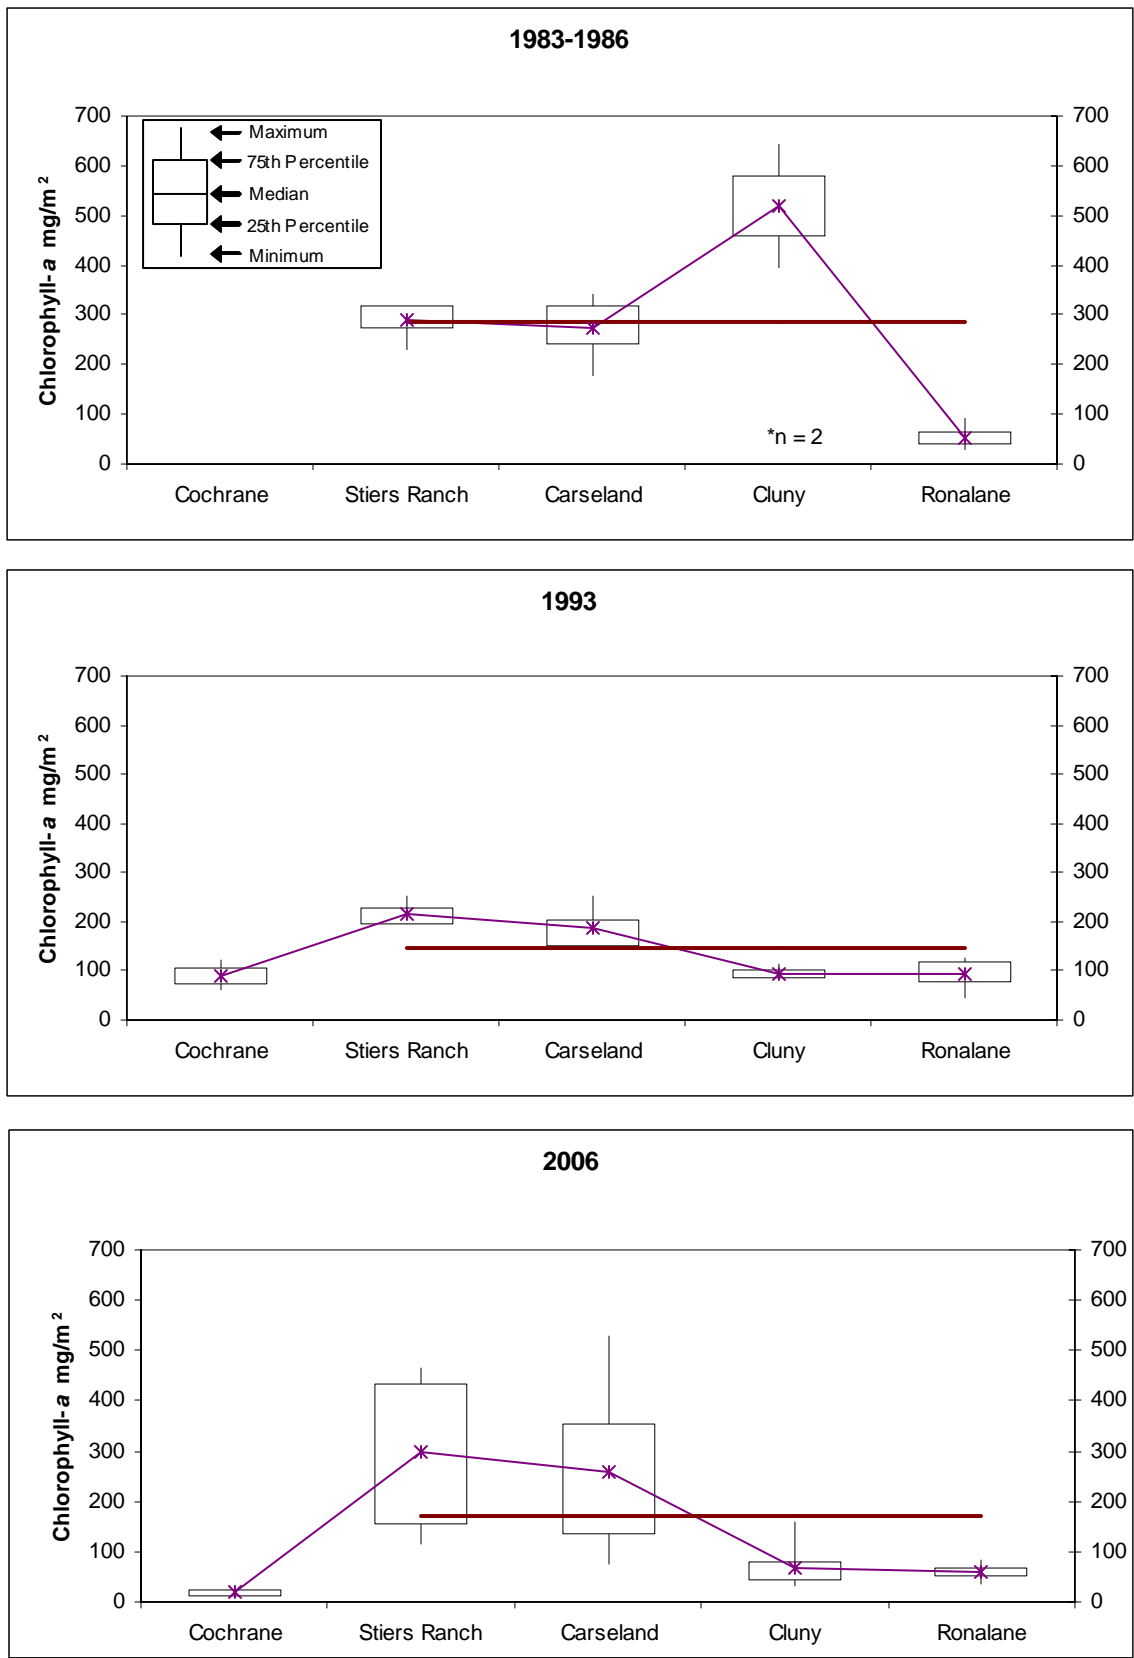 1983-1986
700 700
Maximum
600 75th Percentile 600
Median
500 25th Percentile 500
Minimum
400 400
300 300
200 200
100 100
*n = 2
0 0
Chlorophyll-a mg/m²
Cochrane Stiers Ranch Carseland Cluny Ronalane
1993
700 700
600 600
500 500
400 400
300 300
200 200
100 100
0 0
Chlorophyll-a mg/m²
Cochrane Stiers Ranch Carseland Cluny Ronalane
2006
700 700
600 600
500 500
400 400
300 300
200 200
100 100
0 0
Chlorophyll-a mg/m²
Cochrane Stiers Ranch Carseland Cluny Ronalane